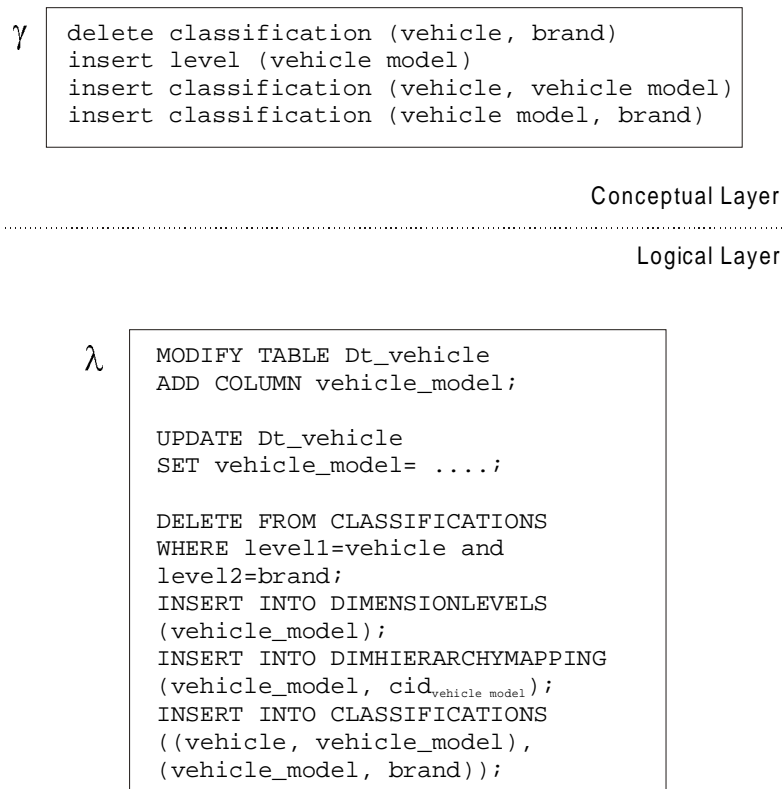 γ
delete classification (vehicle, brand)
insert level (vehicle model)
insert classification (vehicle, vehicle model)
insert classification (vehicle model, brand)
Conceptual Layer
Logical Layer
λ
MODIFY TABLE Dt_vehicle
ADD COLUMN vehicle_model;
UPDATE Dt_vehicle
SET vehicle_model= ....;
DELETE FROM CLASSIFICATIONS
WHERE level1=vehicle and
level2=brand;
INSERT INTO DIMENSIONLEVELS
(vehicle_model);
INSERT INTO DIMHIERARCHYMAPPING
(vehicle_model, cid vehicle model);
INSERT INTO CLASSIFICATIONS
((vehicle, vehicle_model),
(vehicle_model, brand));